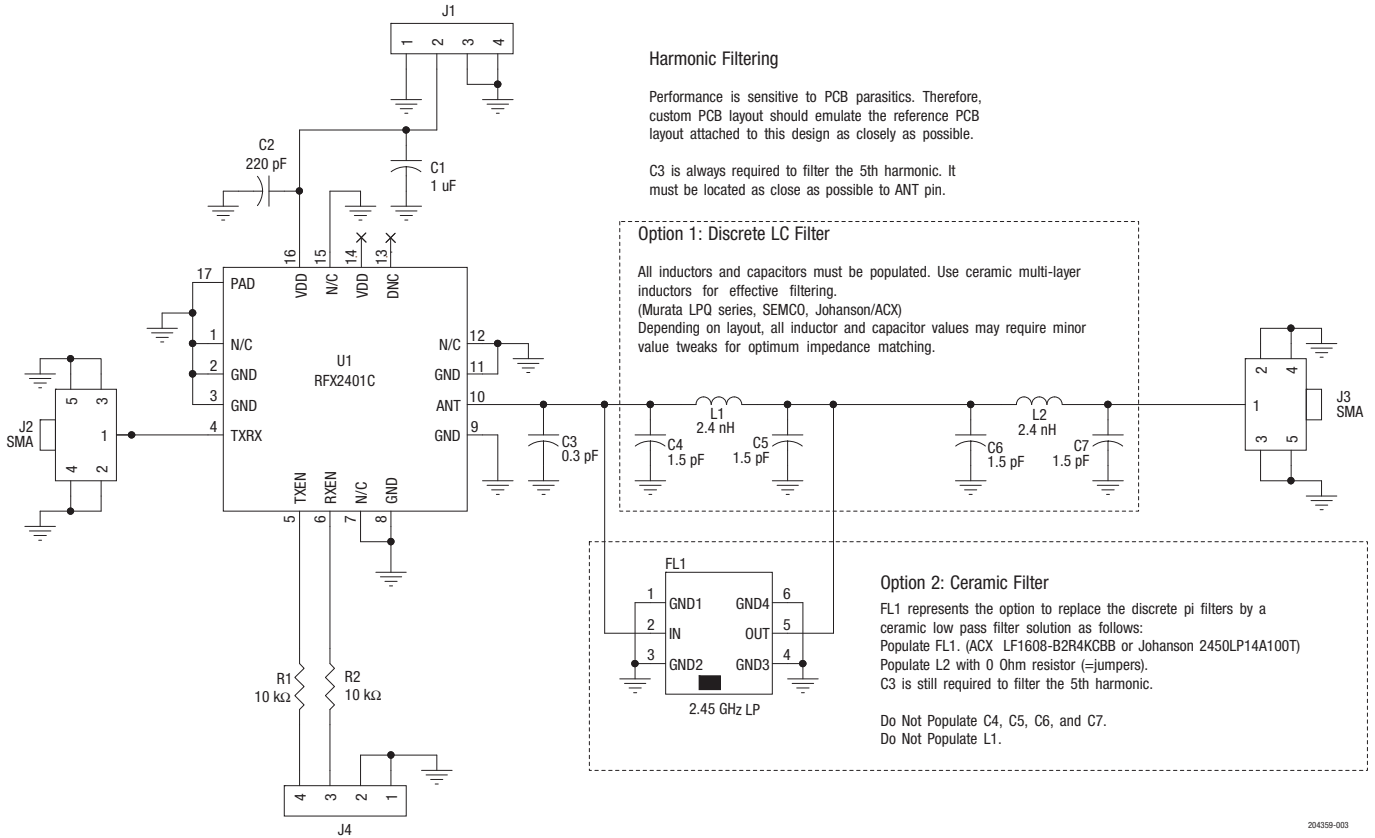 J1
1 2 3 4
Harmonic Filtering
Performance is sensitive to PCB parasitics. Therefore,
custom PCB layout should emulate the reference PCB
layout attached to this design as closely as possible.
C3 is always required to filter the 5th harmonic. It
must be located as close as possible to ANT pin.
C2
220 pF
C1
1 uF
16 15 14 13
VDD N/C VDD DNC
17 PAD
1 N/C
2 GND
3 GND
4 TXRX
U1
RFX2401C
N/C 12
GND 11
ANT 10
GND 9
TXEN RXEN N/C GND
5 6 7 8
J2
SMA
5 3
1
4 2
C3
0.3 pF
Option 1: Discrete LC Filter
All inductors and capacitors must be populated. Use ceramic multi-layer
inductors for effective filtering.
(Murata LPQ series, SEMCO, Johanson/ACX)
Depending on layout, all inductor and capacitor values may require minor
value tweaks for optimum impedance matching.
C4
1.5 pF
L1
2.4 nH
C5
1.5 pF
C6
1.5 pF
L2
2.4 nH
C7
1.5 pF
2 4
1
3 5
J3
SMA
FL1
1 GND1
2 IN
3 GND2
GND4 6
OUT 5
GND3 4
2.45 GHz LP
Option 2: Ceramic Filter
FL1 represents the option to replace the discrete pi filters by a
ceramic low pass filter solution as follows:
Populate FL1. (ACX LF1608-B2R4KCBB or Johanson 2450LP14A100T)
Populate L2 with 0 Ohm resistor (=jumpers).
C3 is still required to filter the 5th harmonic.
Do Not Populate C4, C5, C6, and C7.
Do Not Populate L1.
R1
10 kΩ
R2
10 kΩ
4 3 2 1
J4
204359-003